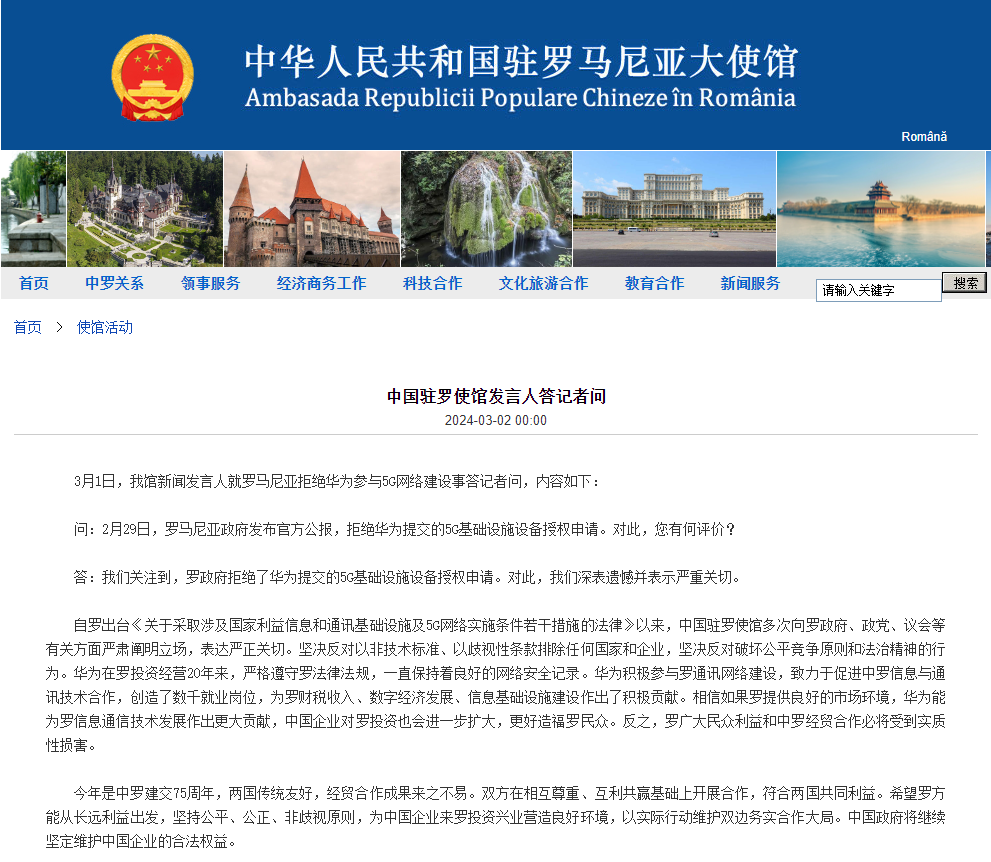 中华人民共和国驻罗马尼亚大使馆
Ambasada Republicii Populare Chineze în România
Română
首页 中罗关系 领事服务 经济商务工作 科技合作 文化旅游合作 教育合作 新闻服务 请输入关键字 搜索
首页 > 使馆活动
中国驻罗使馆发言人答记者问
2024-03-02 00:00
3月1日，我馆新闻发言人就罗马尼亚拒绝华为参与5G网络建设事答记者问，内容如下：
问：2月29日，罗马尼亚政府发布官方公报，拒绝华为提交的5G基础设施设备授权申请。对此，您有何评价？
答：我们关注到，罗政府拒绝了华为提交的5G基础设施设备授权申请。对此，我们深表遗憾并表示严重关切。
自罗出台《关于采取涉及国家利益信息和通讯基础设施及5G网络实施条件若干措施的法律》以来，中国驻罗使馆多次向罗政府、政党、议会等
有关方面严肃阐明立场，表达严正关切。坚决反对以非技术标准、以歧视性条款排除任何国家和企业，坚决反对破坏公平竞争原则和法治精神的行
为。华为在罗投资经营20年来，严格遵守罗法律法规，一直保持着良好的网络安全记录。华为积极参与罗通讯网络建设，致力于促进中罗信息与通
讯技术合作，创造了数千就业岗位，为罗财税收入、数字经济发展、信息基础设施建设作出了积极贡献。相信如果罗提供良好的市场环境，华为能
为罗信息通信技术发展作出更大贡献，中国企业对罗投资也会进一步扩大，更好造福罗民众。反之，罗广大民众利益和中罗经贸合作必将受到实质
性损害。
今年是中罗建交75周年，两国传统友好，经贸合作成果来之不易。双方在相互尊重、互利共赢基础上开展合作，符合两国共同利益。希望罗方
能从长远利益出发，坚持公平、公正、非歧视原则，为中国企业来罗投资兴业营造良好环境，以实际行动维护双边务实合作大局。中国政府将继续
坚定维护中国企业的合法权益。